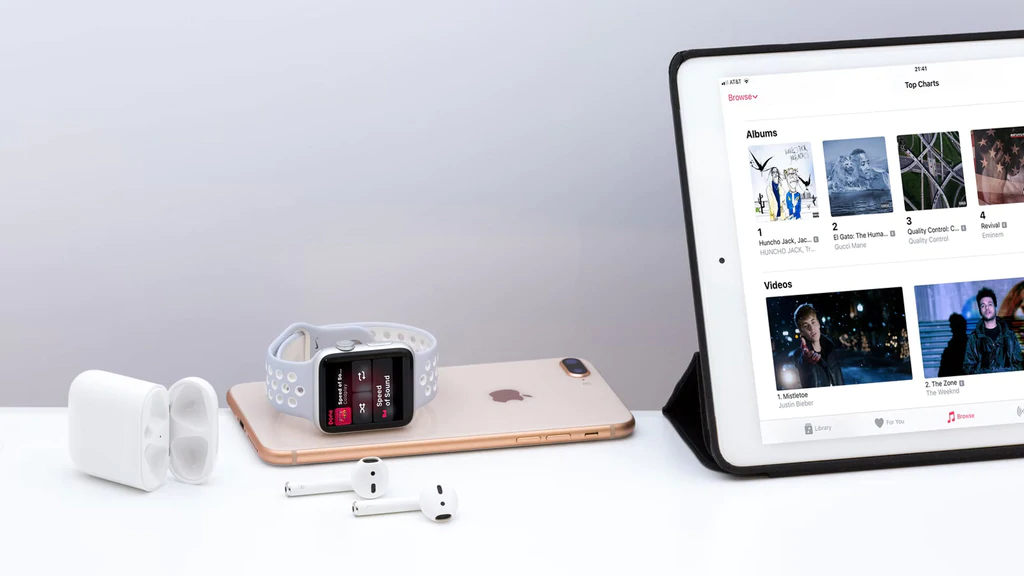 AT&T
21:41
Browse
Top Charts
Albums
1
Huncho Jack, Jac... E
HUNCHO JACK, Tr...
2
El Gato: The Huma... E
Gucci Mane
3
Quality Control: C... E
Quality Control
4
Revival E
Eminem
Videos
1. Mistletoe
Justin Bieber
2. The Zone E
The Weeknd
Library
For You
Browse
Done
Speed of So...
Coldplay
Speed
of Sound